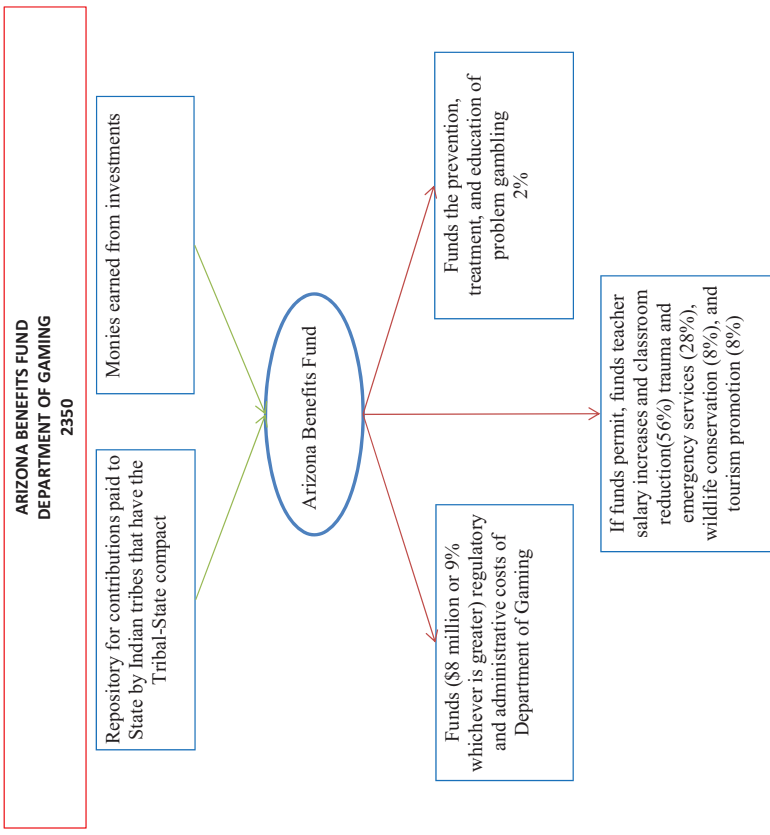 ARIZONA BENEFITS FUND
DEPARTMENT OF GAMING
2350
Repository for contributions paid to
State by Indian tribes that have the
Tribal-State compact
Monies earned from investments
Arizona Benefits Fund
Funds ($8 million or 9%
whichever is greater) regulatory
and administrative costs of
Department of Gaming
Funds the prevention,
treatment, and education of
problem gambling
2%
If funds permit, funds teacher
salary increases and classroom
reduction(56%) trauma and
emergency services (28%),
wildlife conservation (8%), and
tourism promotion (8%)